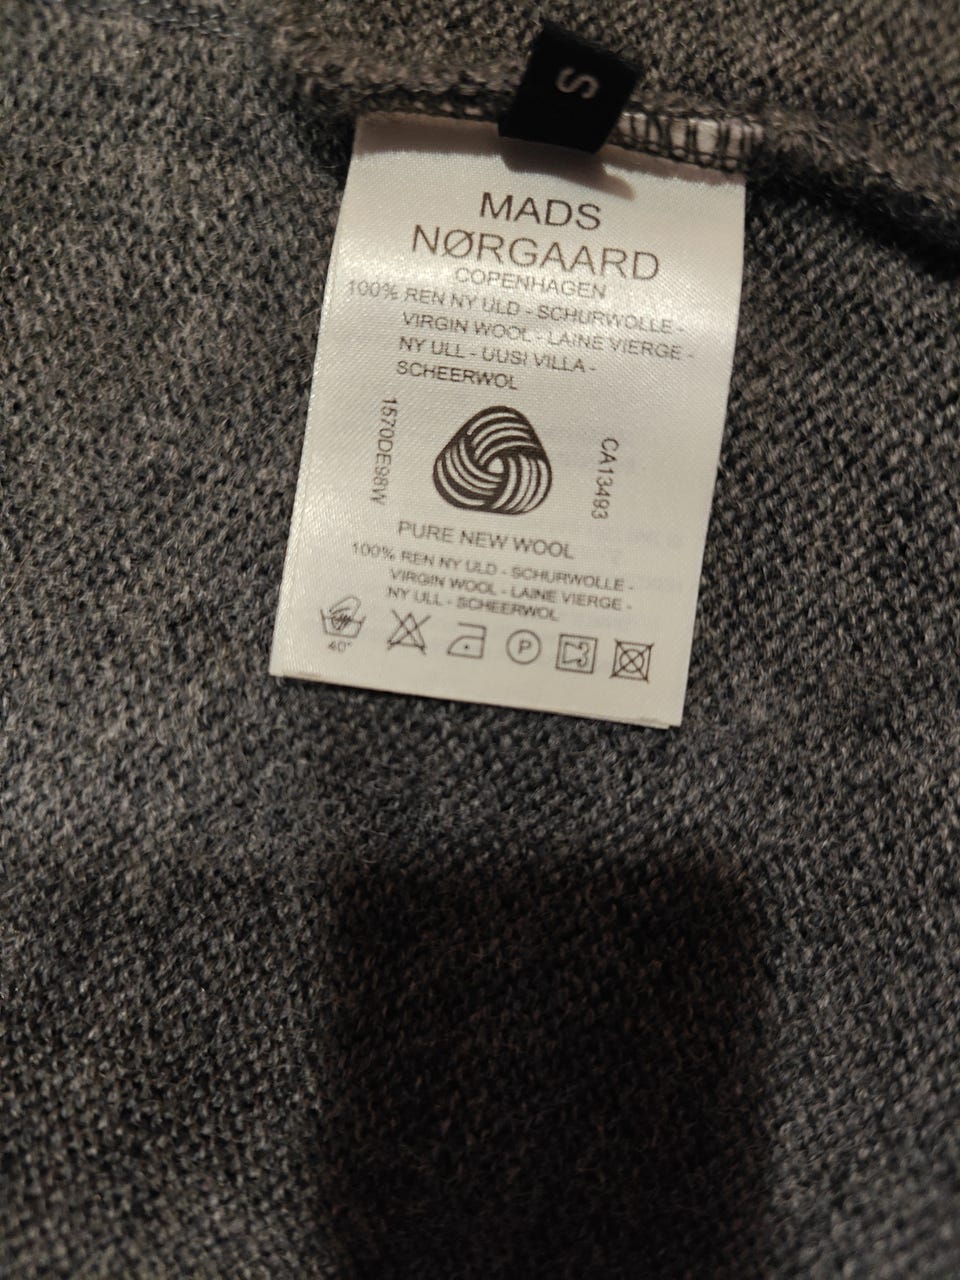 S
MADS
NØRGAARD
COPENHAGEN
100% REN NY ULD - SCHURWOLLE -
VIRGIN WOOL - LAINE VIERGE -
NY ULL - UUSI VILLA -
SCHEERWOL
1570DE98W
CA13493
PURE NEW WOOL
100% REN NY ULD - SCHURWOLLE -
VIRGIN WOOL - LAINE VIERGE -
NY ULL - SCHEERWOL
40°
P